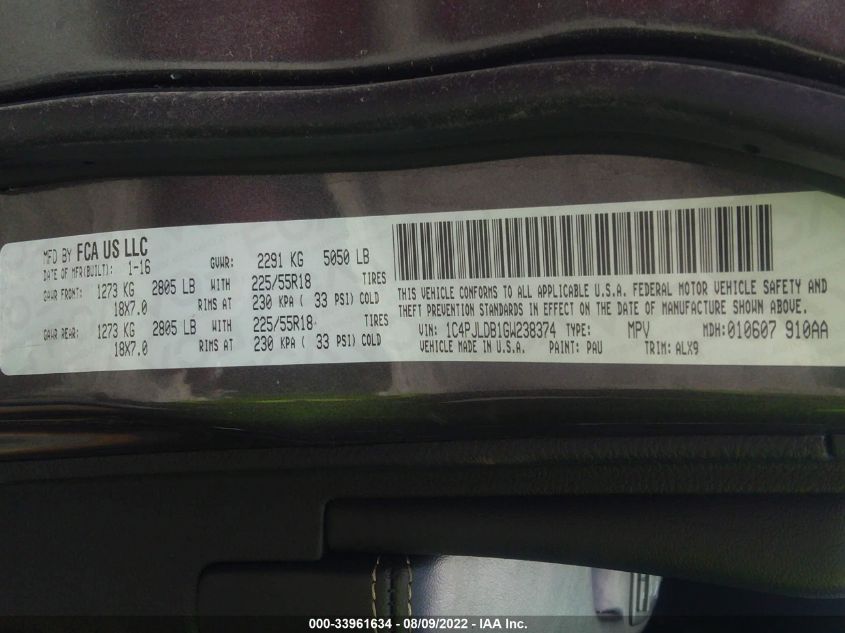 MFD BY FCA US LLC
DATE OF MFR(BUILT): 1-16 GVWR: 2291 KG 5050 LB
GAWR FRONT: 1273 KG 2805 LB WITH 225/55R18 TIRES
18X7.0 RIMS AT 230 KPA ( 33 PSI) COLD
GAWR REAR: 1273 KG 2805 LB WITH 225/55R18 TIRES
18X7.0 RIMS AT 230 KPA ( 33 PSI) COLD
THIS VEHICLE CONFORMS TO ALL APPLICABLE U.S.A. FEDERAL MOTOR VEHICLE SAFETY AND
THEFT PREVENTION STANDARDS IN EFFECT ON THE DATE OF MANUFACTURE SHOWN ABOVE.
VIN: 1C4PJLDB1GW238374 TYPE: MPV MDH: 010607 910AA
VEHICLE MADE IN U.S.A. PAINT: PAU TRIM: ALX9
000-33961634 - 08/09/2022 - IAA Inc.